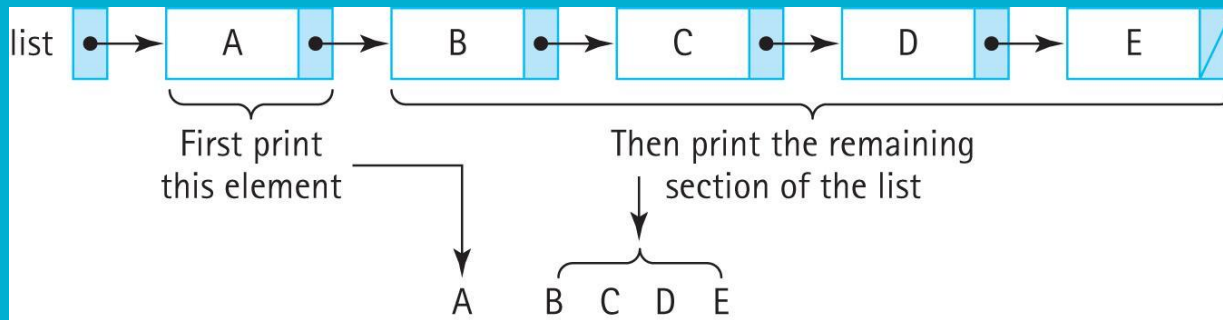 list A B C D E
First print
this element
Then print the remaining
section of the list
A B C D E